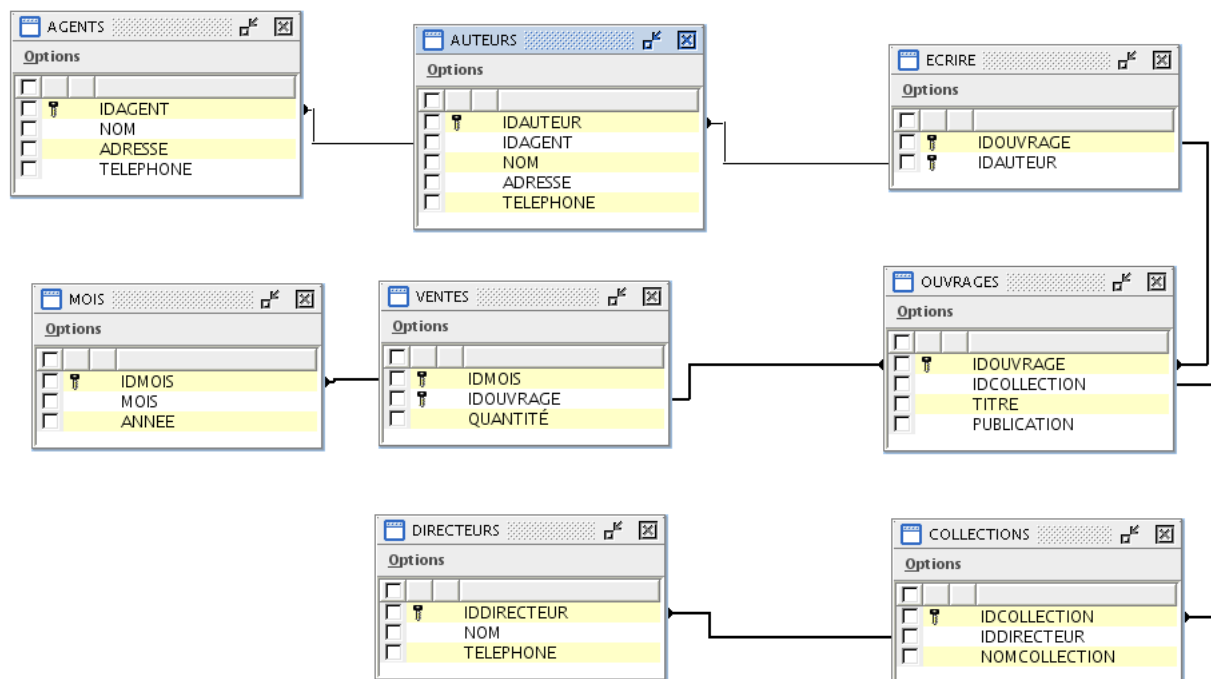 AGENTS
Options
IDAGENT
NOM
ADRESSE
TELEPHONE
AUTEURS
Options
IDAUTEUR
IDAGENT
NOM
ADRESSE
TELEPHONE
ECRIRE
Options
IDOUVRAGE
IDAUTEUR
MOIS
Options
IDMOIS
MOIS
ANNEE
VENTES
Options
IDMOIS
IDOUVRAGE
QUANTITÉ
OUVRAGES
Options
IDOUVRAGE
IDCOLLECTION
TITRE
PUBLICATION
DIRECTEURS
Options
IDDIRECTEUR
NOM
TELEPHONE
COLLECTIONS
Options
IDCOLLECTION
IDDIRECTEUR
NOMCOLLECTION